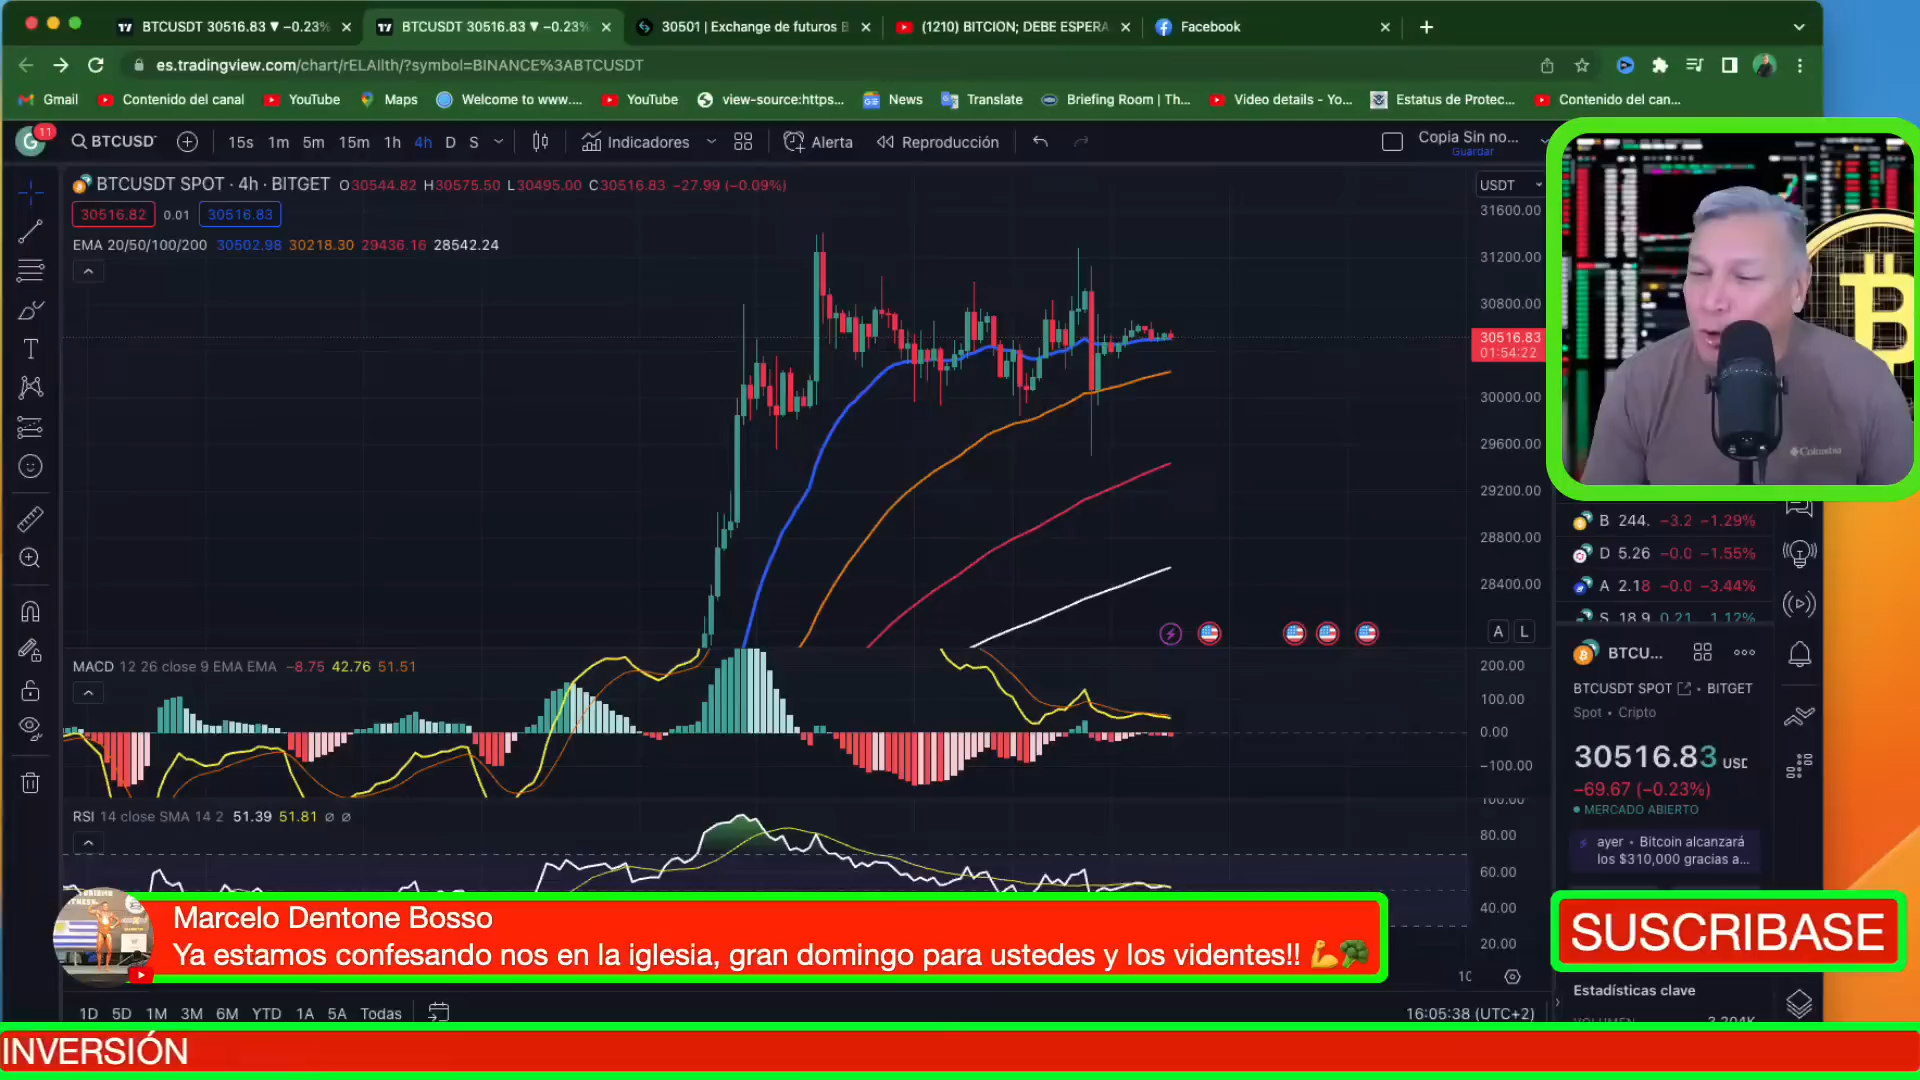 BTCUSDT 30516.83 ▼ −0.23%
BTCUSDT 30516.83 ▼ −0.23%
30501 | Exchange de futuros B
(1210) BITCION; DEBE ESPERA
Facebook
es.tradingview.com/chart/rELAIlth/?symbol=BINANCE%3ABTCUSDT
Gmail
Contenido del canal
YouTube
Maps
Welcome to www....
YouTube
view-source:https...
News
Translate
Briefing Room | Th...
Video details - Yo...
Estatus de Protec...
Contenido del can...
G 11
BTCUSDT
15s 1m 5m 15m 1h 4h D S
Indicadores
Alerta
Reproducción
Copia Sin no...
Guardar
BTCUSDT SPOT · 4h · BITGET O30544.82 H30575.50 L30495.00 C30516.83 −27.99 (−0.09%)
30516.82 0.01 30516.83
EMA 20/50/100/200 30502.98 30218.30 29436.16 28542.24
USDT
31600.00
31200.00
30800.00
30516.83
01:54:22
30000.00
29600.00
29200.00
28800.00
28400.00
A L
MACD 12 26 close 9 EMA EMA −8.75 42.76 51.51
200.00
100.00
0.00
−100.00
RSI 14 close SMA 14 2 51.39 51.81 ∅ ∅
100.00
80.00
60.00
40.00
20.00
Columbia
B 244. −3.2 −1.29%
D 5.26 −0.0 −1.55%
A 2.18 −0.0 −3.44%
S 18.9 0.21 1.12%
BTCU...
BTCUSDT SPOT • BITGET
Spot • Cripto
30516.83 USD
−69.67 (−0.23%)
MERCADO ABIERTO
ayer • Bitcoin alcanzará
los $310,000 gracias a...
Marcelo Dentone Bosso
Ya estamos confesando nos en la iglesia, gran domingo para ustedes y los videntes!! 💪🥦
SUSCRIBASE
Estadísticas clave
1D 5D 1M 3M 6M YTD 1A 5A Todas
16:05:38 (UTC+2)
INVERSIÓN